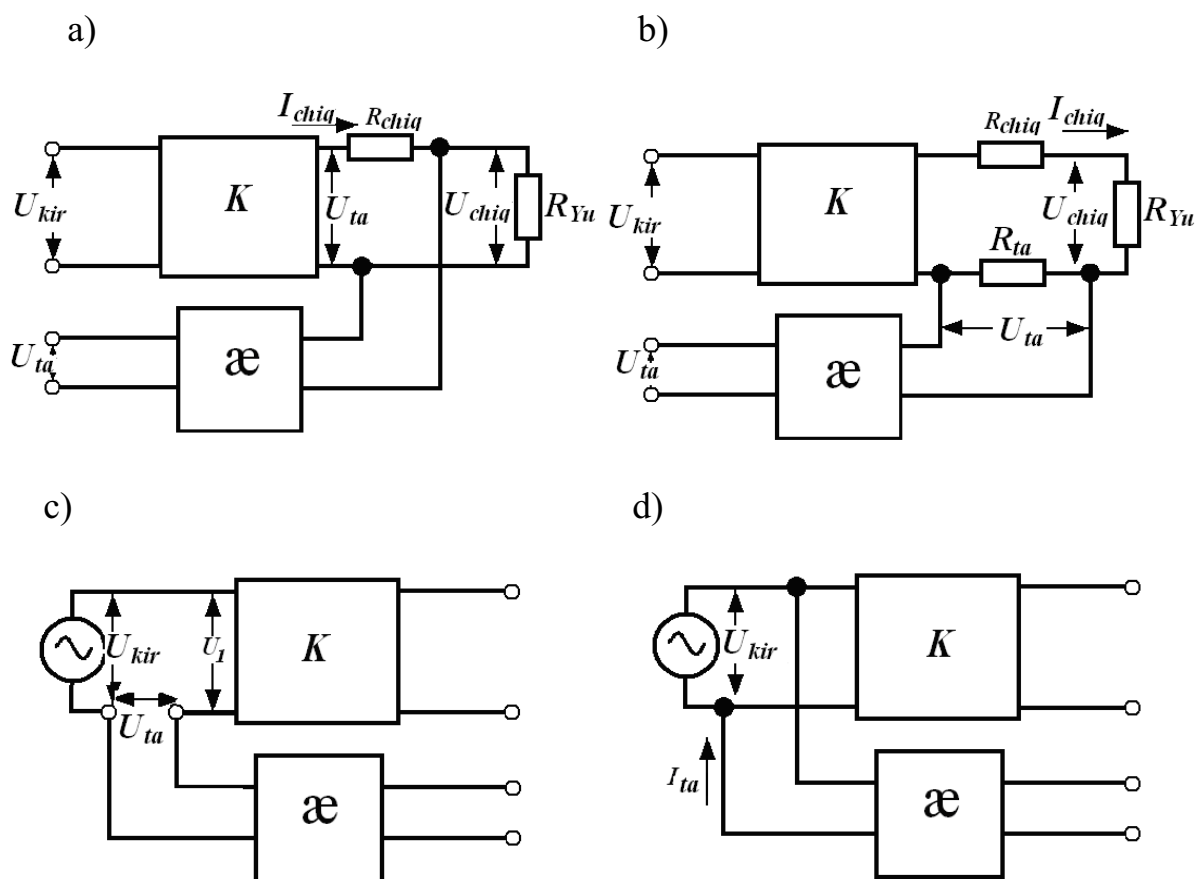 a)
I_chiq R_chiq
U_kir K U_ta U_chiq R_Yu
U_ta æ
b)
R_chiq I_chiq
U_kir K U_chiq R_Yu
R_ta
U_ta æ U_ta
c)
U_kir U_1 K
U_ta
æ
d)
U_kir K
I_ta æ